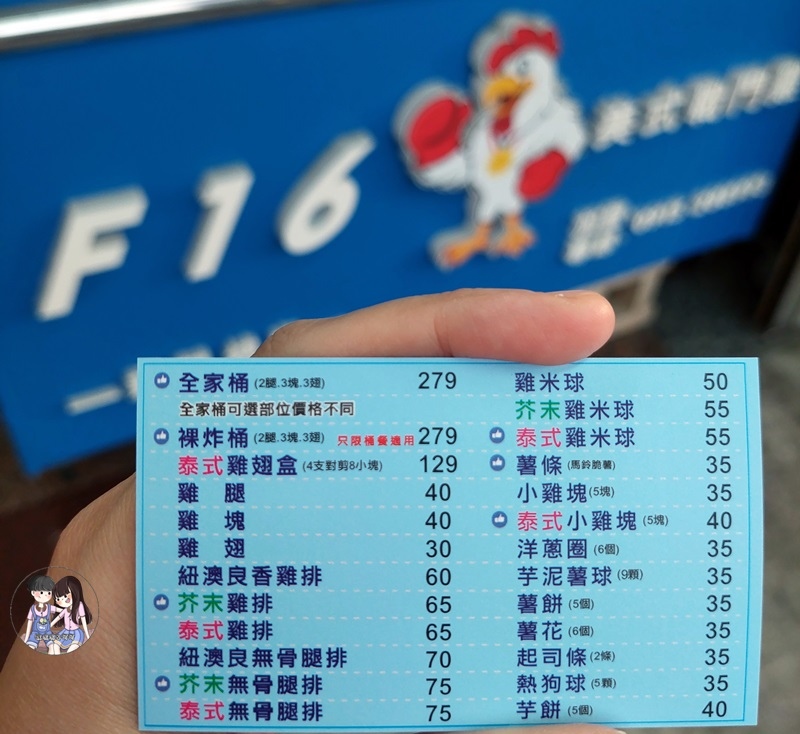 F16
美式
全家桶 (2腿.3塊.3翅) 279
全家桶可選部位價格不同
裸炸桶 (2腿.3塊.3翅) 只限桶餐適用 279
泰式雞翅盒 (4支對剪8小塊) 129
雞 腿 40
雞 塊 40
雞 翅 30
紐澳良香雞排 60
芥末雞排 65
泰式雞排 65
紐澳良無骨腿排 70
芥末無骨腿排 75
泰式無骨腿排 75
雞米球 50
芥末雞米球 55
泰式雞米球 55
薯條 (馬鈴脆薯) 35
小雞塊 (5塊) 35
泰式小雞塊 (5塊) 40
洋蔥圈 (6個) 35
芋泥薯球 (9顆) 35
薯餅 (5個) 35
薯花 (6個) 35
起司條 (2條) 35
熱狗球 (5顆) 35
芋餅 (5個) 40